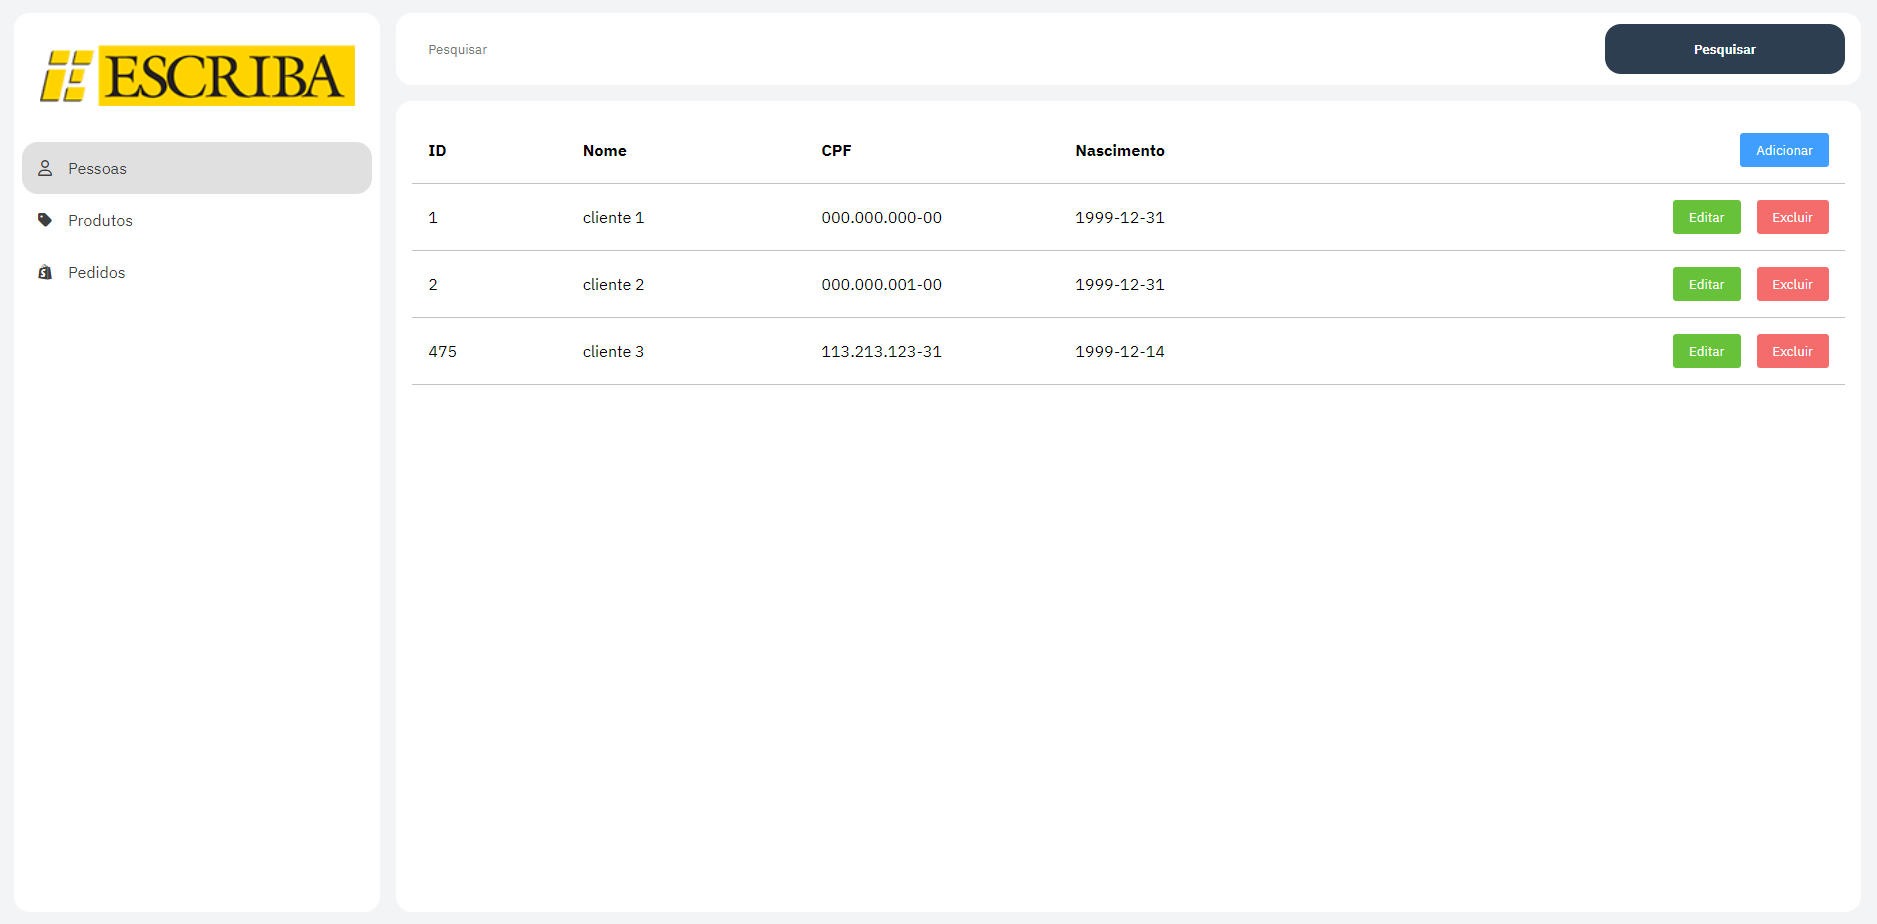 ESCRIBA
Pessoas
Produtos
Pedidos
Pesquisar Pesquisar
ID Nome CPF Nascimento Adicionar
1 cliente 1 000.000.000-00 1999-12-31 Editar Excluir
2 cliente 2 000.000.001-00 1999-12-31 Editar Excluir
475 cliente 3 113.213.123-31 1999-12-14 Editar Excluir